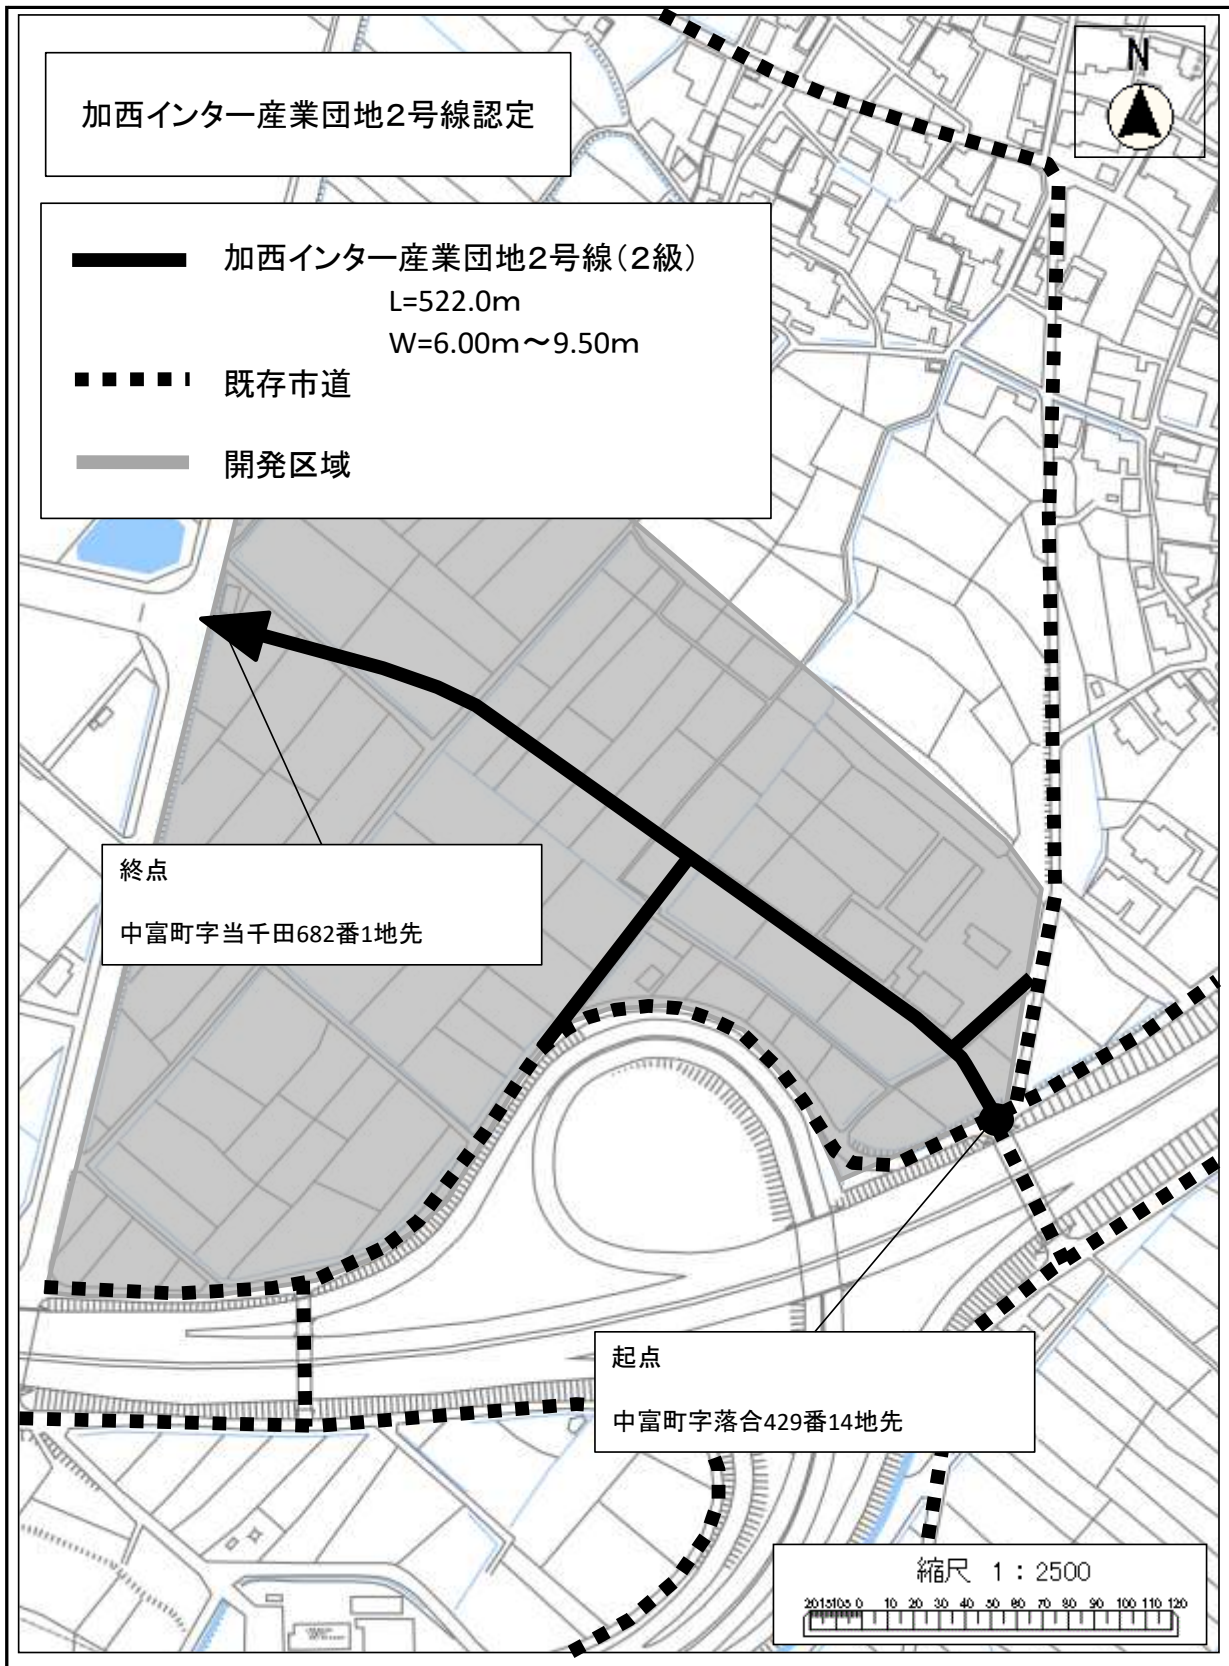 加西インター産業団地2号線認定
N
加西インター産業団地2号線(2級)
L=522.0m
W=6.00m～9.50m
既存市道
開発区域
終点
中富町字当千田682番1地先
起点
中富町字落合429番14地先
縮尺 1:2500
20 15 10 5 0 10 20 30 40 50 60 70 80 90 100 110 120